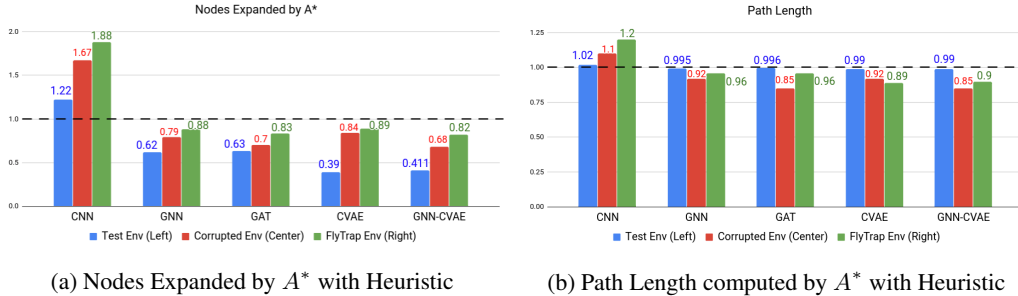 Nodes Expanded by A*
2.0
1.5
1.0
0.5
0.0
1.22
1.67
1.88
0.62
0.79
0.88
0.63
0.7
0.83
0.39
0.84
0.89
0.411
0.68
0.82
CNN
GNN
GAT
CVAE
GNN-CVAE
Test Env (Left)
Corrupted Env (Center)
FlyTrap Env (Right)
(a) Nodes Expanded by A* with Heuristic
Path Length
1.25
1.00
0.75
0.50
0.25
0.00
1.02
1.1
1.2
0.995
0.92
0.96
0.996
0.85
0.96
0.99
0.92
0.89
0.99
0.85
0.9
CNN
GNN
GAT
CVAE
GNN-CVAE
Test Env (Left)
Corrupted Env (Center)
FlyTrap Env (Right)
(b) Path Length computed by A* with Heuristic